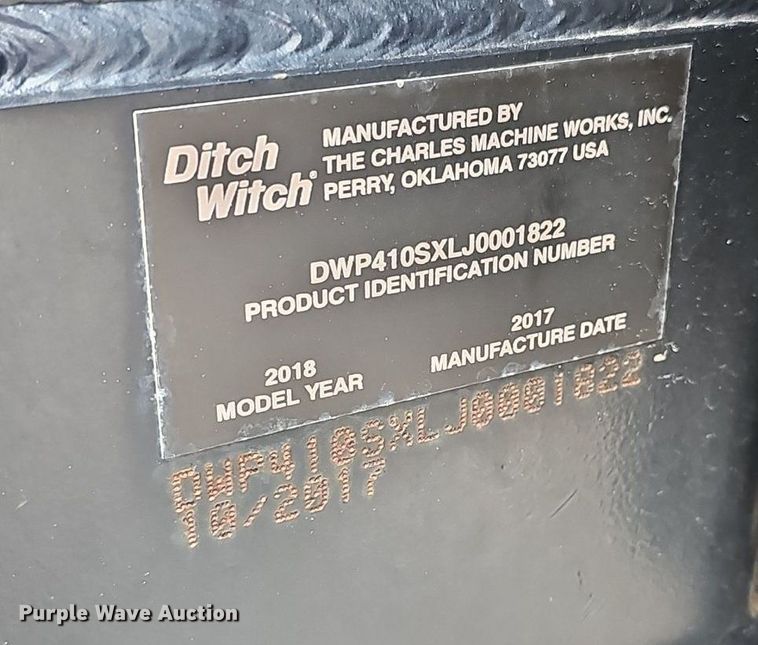 Ditch
Witch®
MANUFACTURED BY
THE CHARLES MACHINE WORKS, INC.
PERRY, OKLAHOMA 73077 USA
DWP410SXLJ0001822
PRODUCT IDENTIFICATION NUMBER
2018
MODEL YEAR
2017
MANUFACTURE DATE
DWP410SXLJ0001822
10/2017
Purple Wave Auction